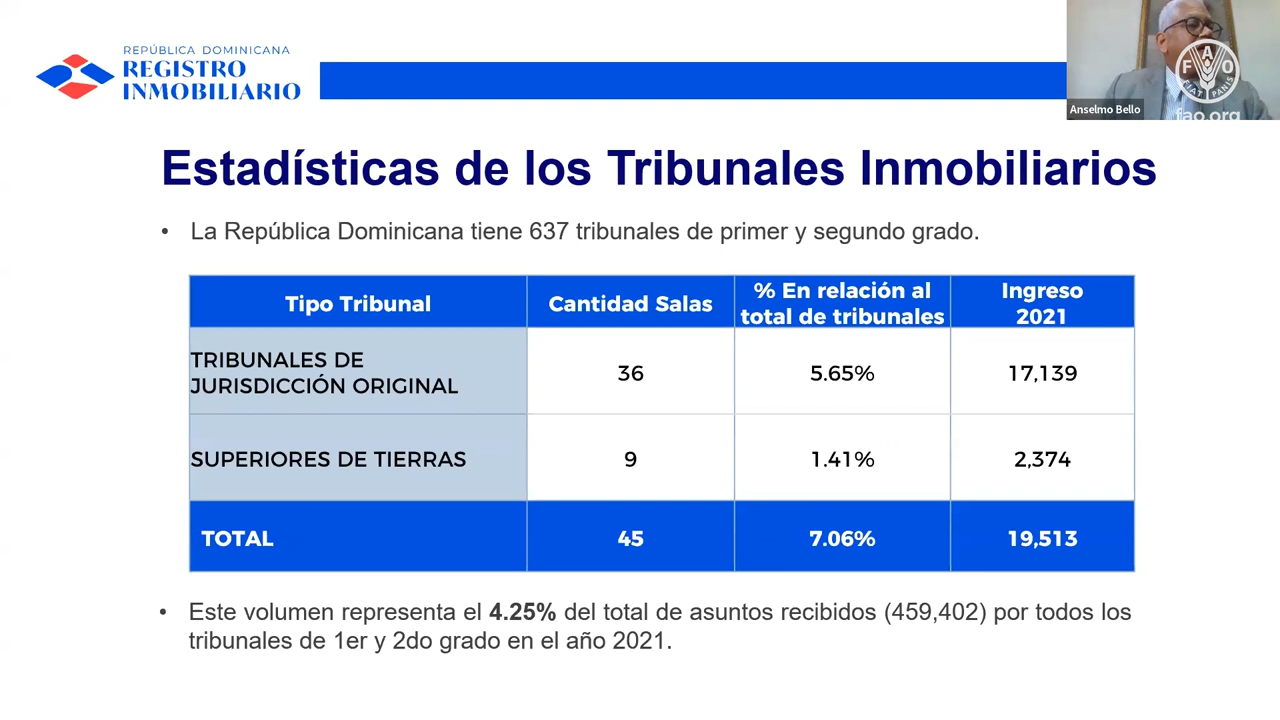 REPÚBLICA DOMINICANA
REGISTRO
INMOBILIARIO
FAO
FIAT PANIS
fao.org
Anselmo Bello
Estadísticas de los Tribunales Inmobiliarios
• La República Dominicana tiene 637 tribunales de primer y segundo grado.
Tipo Tribunal
Cantidad Salas
% En relación al
total de tribunales
Ingreso
2021
TRIBUNALES DE
JURISDICCIÓN ORIGINAL
36
5.65%
17,139
SUPERIORES DE TIERRAS
9
1.41%
2,374
TOTAL
45
7.06%
19,513
• Este volumen representa el 4.25% del total de asuntos recibidos (459,402) por todos los
tribunales de 1er y 2do grado en el año 2021.